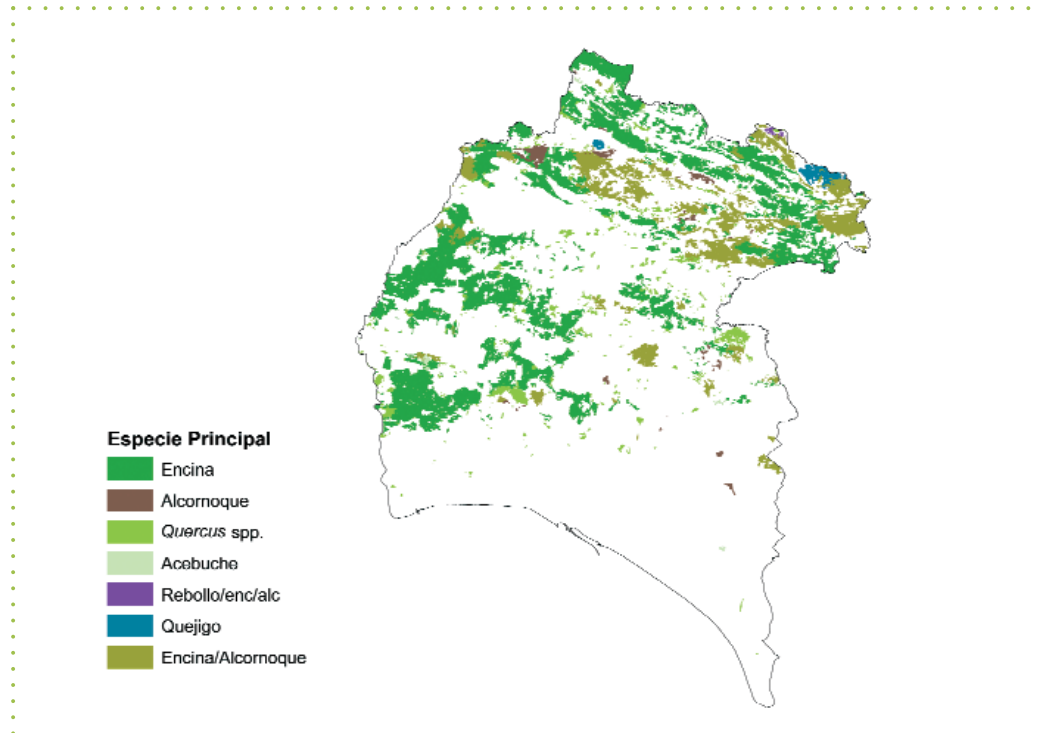 Especie Principal
Encina
Alcornoque
Quercus spp.
Acebuche
Rebollo/enc/alc
Quejigo
Encina/Alcornoque